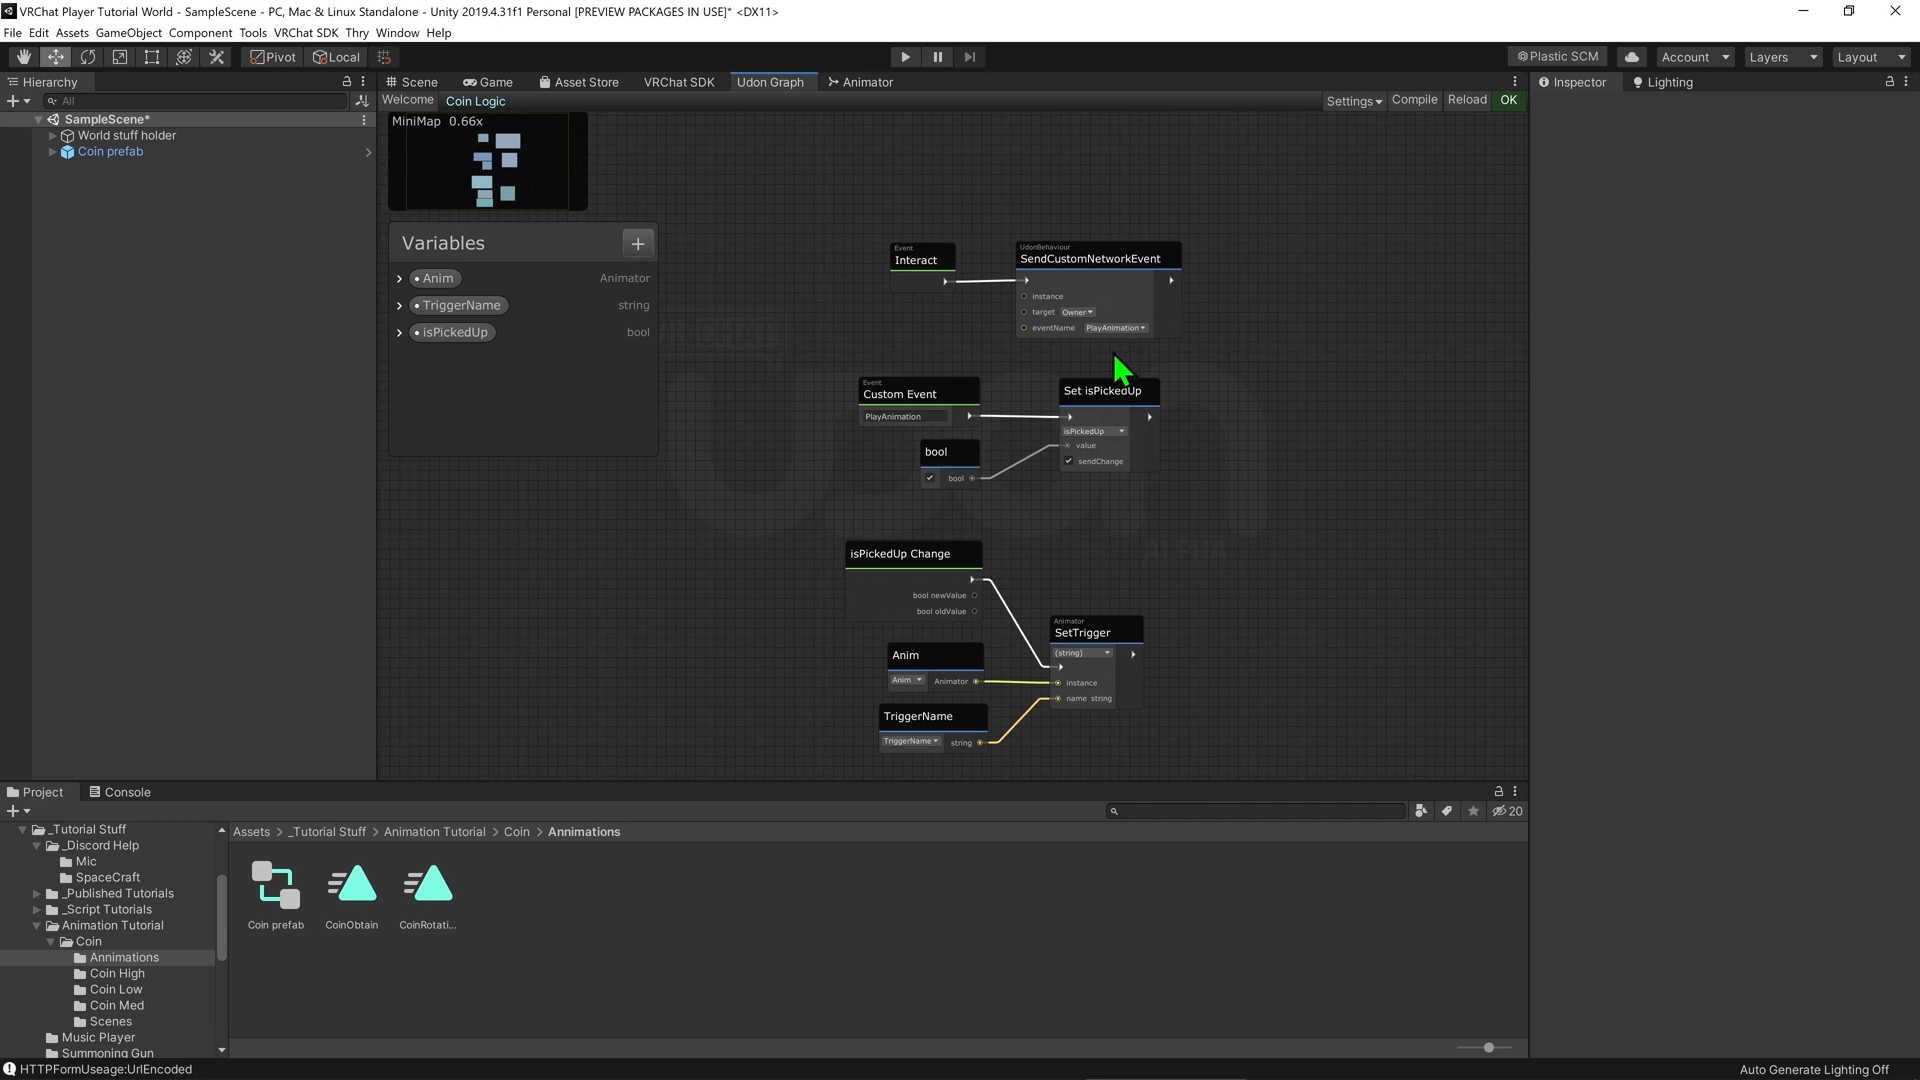 VRChat Player Tutorial World - SampleScene - PC, Mac & Linux Standalone - Unity 2019.4.31f1 Personal [PREVIEW PACKAGES IN USE]* <DX11>
File Edit Assets GameObject Component Tools VRChat SDK Thry Window Help
Pivot Local Plastic SCM Account Layers Layout
Hierarchy Scene Game Asset Store VRChat SDK Udon Graph Animator Inspector Lighting
All
Welcome Coin Logic Settings Compile Reload OK
SampleScene*
World stuff holder
Coin prefab
MiniMap 0.66x
Variables
Anim Animator
TriggerName string
isPickedUp bool
Event
Interact
UdonBehaviour
SendCustomNetworkEvent
instance
target Owner
eventName PlayAnimation
Event
Custom Event
PlayAnimation
Set isPickedUp
isPickedUp
value
sendChange
bool
bool
ALPHA
isPickedUp Change
bool newValue
bool oldValue
Animator
SetTrigger
(string)
instance
name string
Anim
Anim Animator
TriggerName
TriggerName string
Project Console
20
_Tutorial Stuff
_Discord Help
Mic
SpaceCraft
_Published Tutorials
_Script Tutorials
Animation Tutorial
Coin
Annimations
Coin High
Coin Low
Coin Med
Scenes
Music Player
Summoning Gun
Assets > _Tutorial Stuff > Animation Tutorial > Coin > Annimations
Coin prefab CoinObtain CoinRotati...
HTTPFormUseage:UrlEncoded Auto Generate Lighting Off